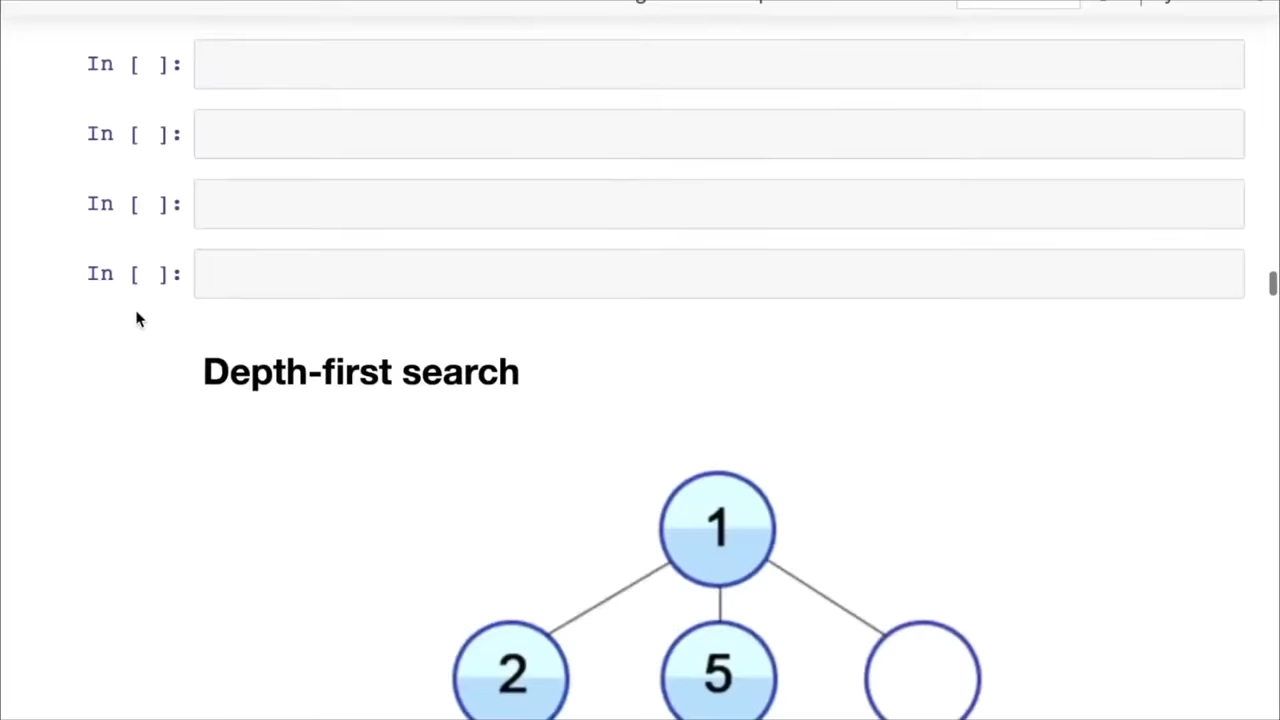 In [ ]:
In [ ]:
In [ ]:
In [ ]:
Depth-first search
1
2 5